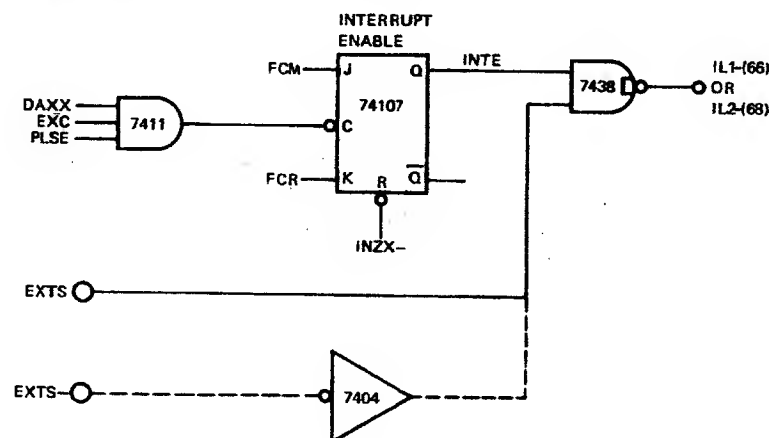 INTERRUPT
ENABLE
FCM
J
Q
INTE
7438
IL1-(66)
OR
IL2-(68)
DAXX
EXC
PLSE
7411
C
74107
FCR
K
R
Q̅
INZX-
EXTS
EXTS-
7404